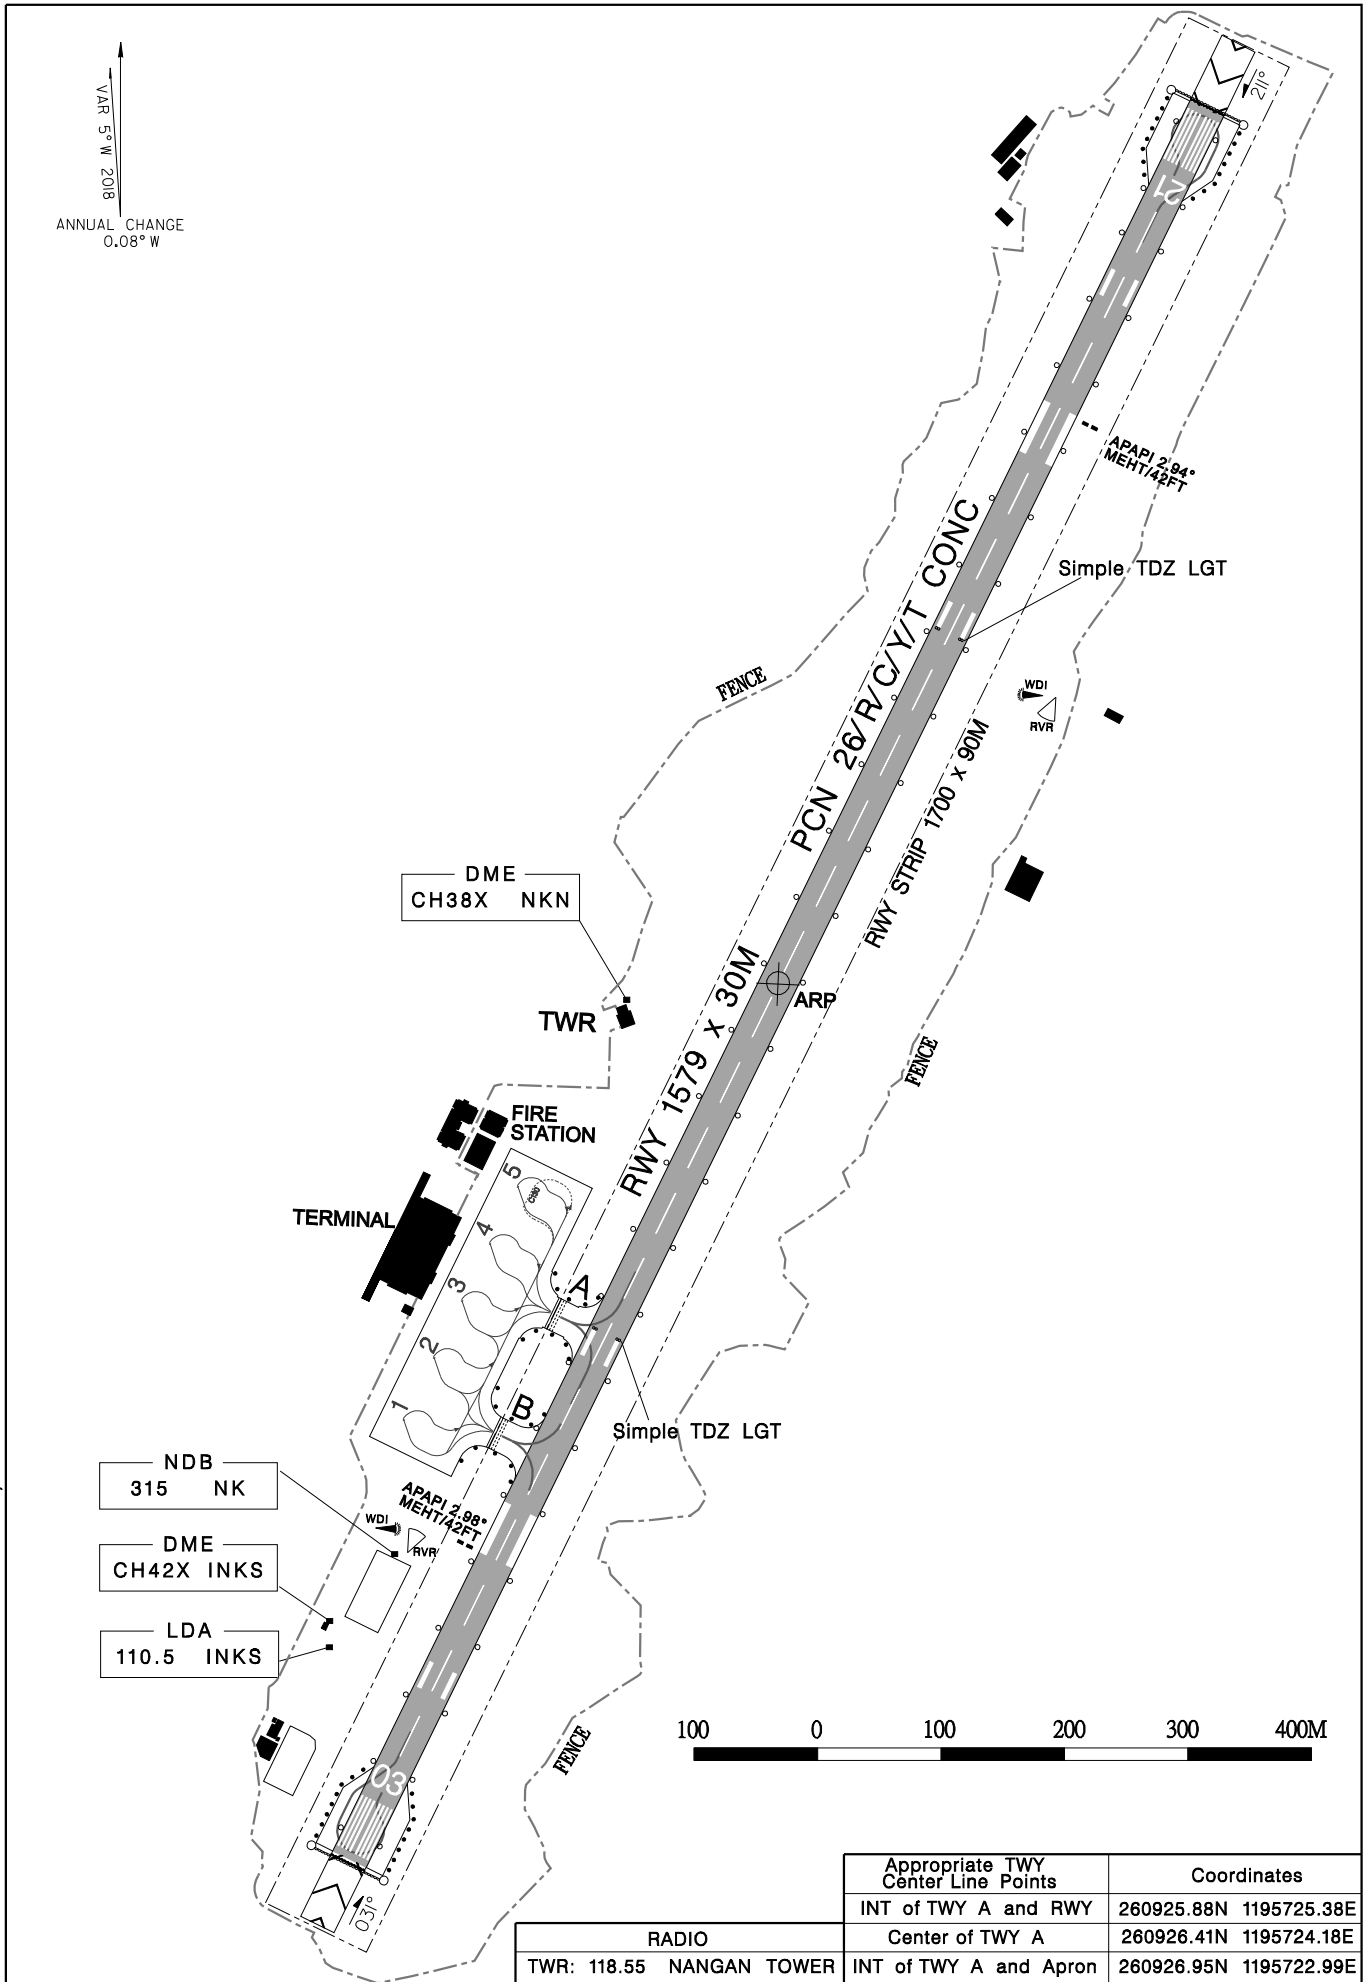 VAR 5° W 2018
ANNUAL CHANGE
0.08° W
211°
21
APAPI 2.94°
MEHT/42FT
Simple TDZ LGT
PCN 26/R/C/Y/T CONC
FENCE
WDI
RVR
RWY STRIP 1700 x 90M
DME
CH38X NKN
RWY 1579 x 30M
ARP
TWR
FENCE
FIRE
STATION
TERMINAL
5
4
3
2
1
A
B
Simple TDZ LGT
NDB
315 NK
APAPI 2.98°
MEHT/42FT
WDI
RVR
DME
CH42X INKS
LDA
110.5 INKS
FENCE
100 0 100 200 300 400M
03
031°
Appropriate TWY
Center Line Points
Coordinates
INT of TWY A and RWY 260925.88N 1195725.38E
RADIO
Center of TWY A 260926.41N 1195724.18E
TWR: 118.55 NANGAN TOWER
INT of TWY A and Apron 260926.95N 1195722.99E